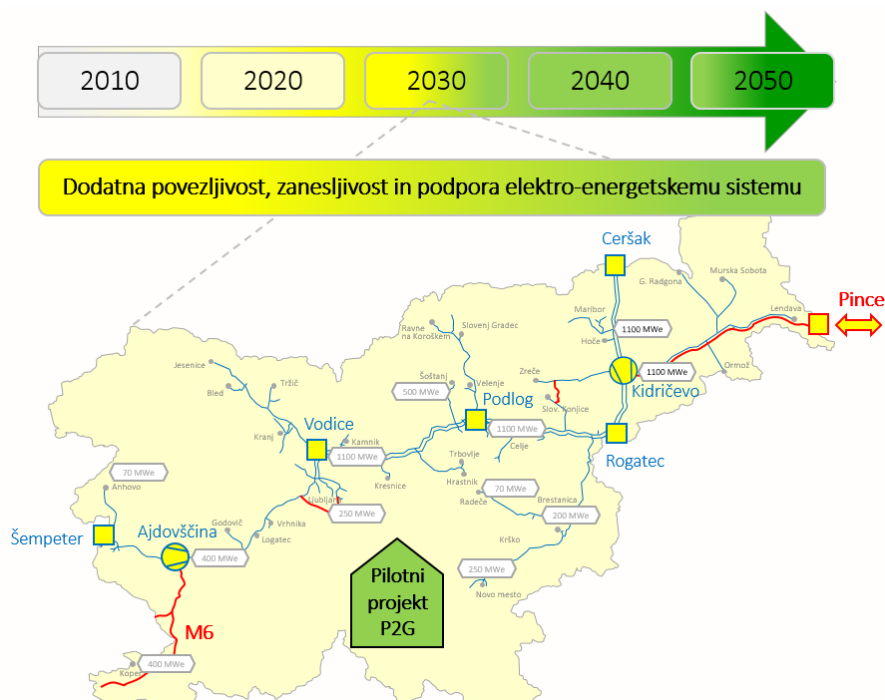 2010
2020
2030
2040
2050
Dodatna povezljivost, zanesljivost in podpora elektro-energetskemu sistemu
Ceršak
G. Radgona
Murska Sobota
Pince
Lendava
Maribor
1100 MWe
Hoče
Ravne
na Koroškem
Slovenj Gradec
Jesenice
Bled
Tržič
Šoštanj
Velenje
500 MWe
Zreče
1100 MWe
Ormož
Kidričevo
Podlog
Slov. Konjice
Vodice
Kranj
Kamnik
1100 MWe
1100 MWe
Celje
Rogatec
70 MWe
Anhovo
Kresnice
Trbovlje
Hrastnik
Radeče
70 MWe
Brestanica
200 MWe
Ljubljana
250 MWe
Šempeter
Ajdovščina
Godovič
Vrhnika
Logatec
400 MWe
Krško
250 MWe
Novo mesto
Pilotni
projekt
P2G
M6
400 MWe
Koper